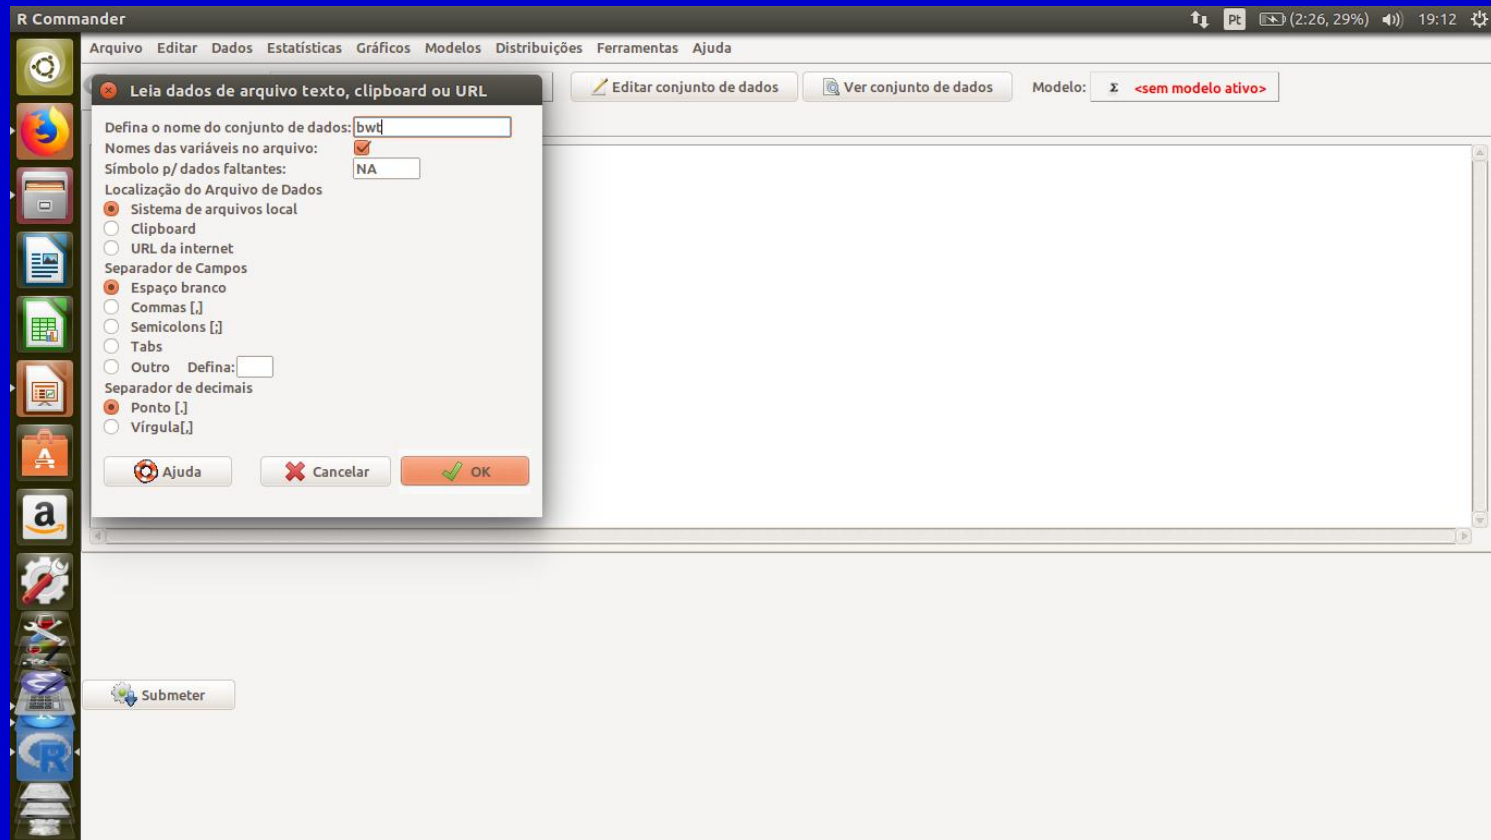 R Commander
Pt (2:26, 29%) 19:12
Arquivo Editar Dados Estatísticas Gráficos Modelos Distribuições Ferramentas Ajuda
Leia dados de arquivo texto, clipboard ou URL
Editar conjunto de dados Ver conjunto de dados Modelo: Σ <sem modelo ativo>
Defina o nome do conjunto de dados: bwt
Nomes das variáveis no arquivo:
Símbolo p/ dados faltantes: NA
Localização do Arquivo de Dados
Sistema de arquivos local
Clipboard
URL da internet
Separador de Campos
Espaço branco
Commas [,]
Semicolons [;]
Tabs
Outro Defina:
Separador de decimais
Ponto [.]
Vírgula[,]
Ajuda Cancelar OK
Submeter